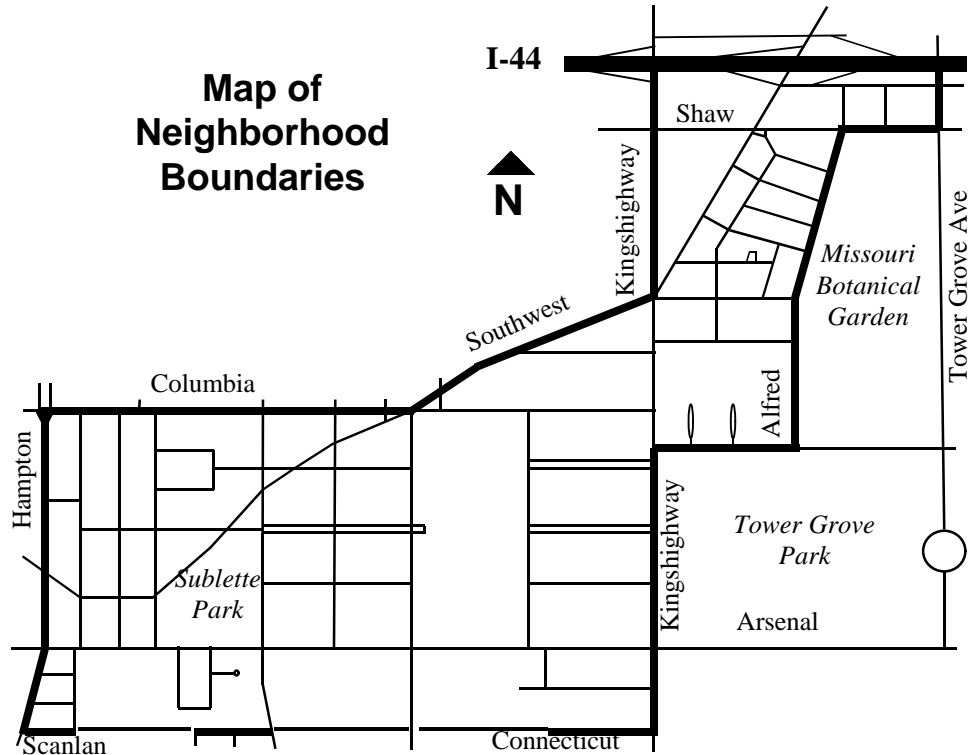 Map of
Neighborhood
Boundaries
I-44
N
Shaw
Kingshighway
Missouri
Botanical
Garden
Tower Grove Ave
Southwest
Columbia
Alfred
Hampton
Kingshighway
Tower Grove
Park
Sublette
Park
Arsenal
Scanlan
Connecticut